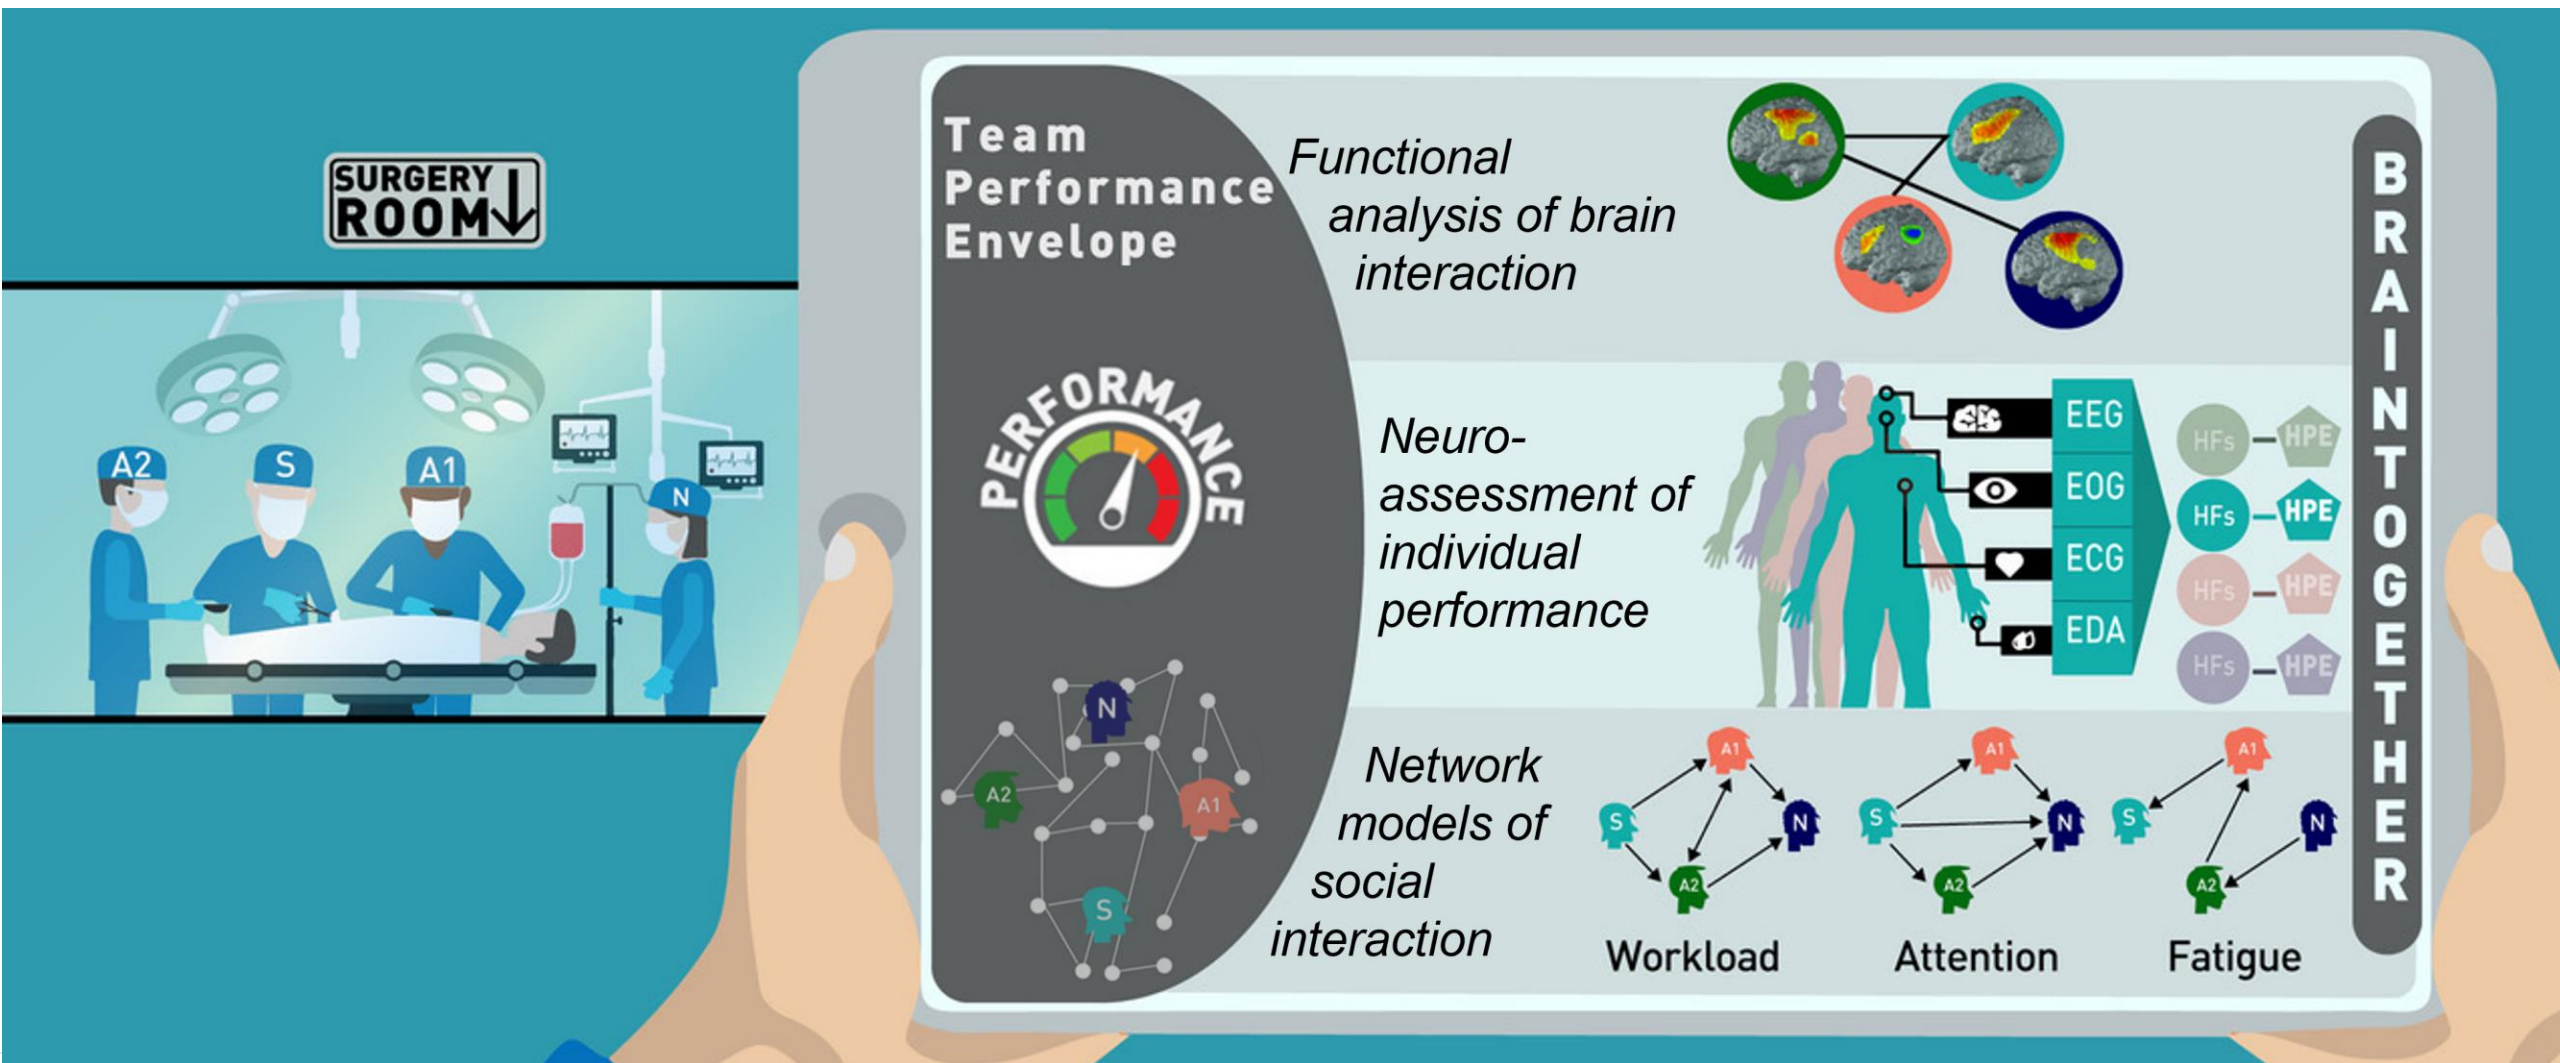 SURGERY
ROOM
A2
S
A1
N
Team
Performance
Envelope
PERFORMANCE
N
A2
A1
S
Functional
analysis of brain
interaction
Neuro-
assessment of
individual
performance
EEG
EOG
ECG
EDA
HFs HPE
HFs HPE
HFs HPE
HFs HPE
Network
models of
social
interaction
A1
S
N
A2
Workload
A1
S
N
A2
Attention
A1
S
N
A2
Fatigue
BRAINTOGETHER